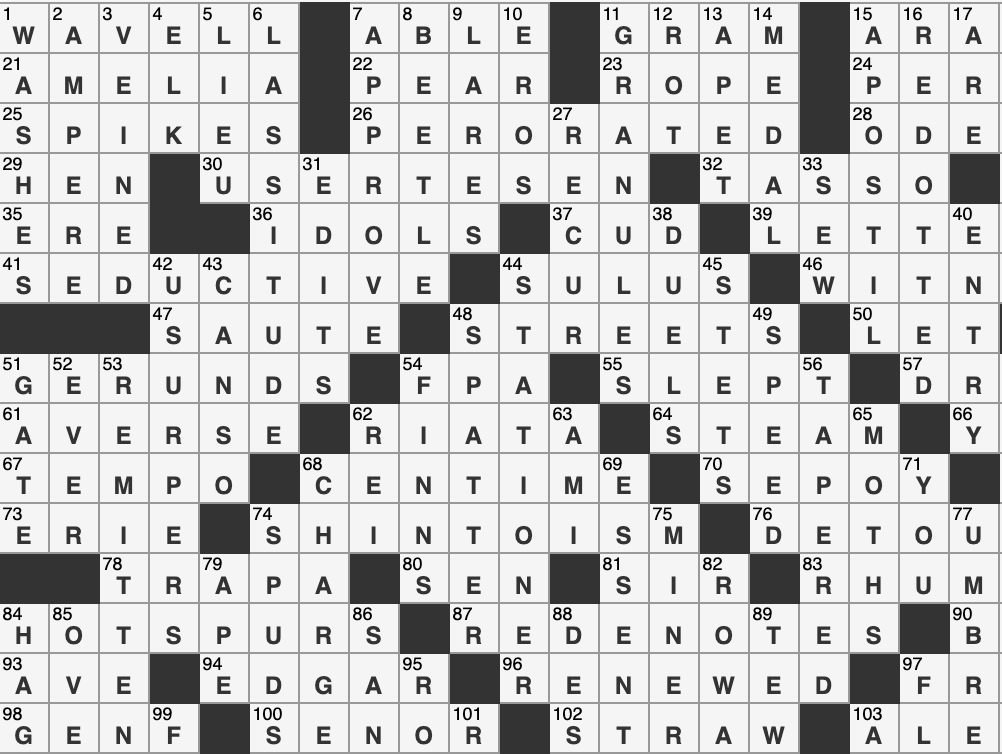 1 2 3 4 5 6 7 8 9 10 11 12 13 14 15 16 17
W A V E L L A B L E G R A M A R A
21 22 23 24
A M E L I A P E A R R O P E P E R
25 26 27 28
S P I K E S P E R O R A T E D O D E
29 30 31 32 33
H E N U S E R T E S E N T A S S O
35 36 37 38 39 40
E R E I D O L S C U D L E T T E
41 42 43 44 45 46
S E D U C T I V E S U L U S W I T N
47 48 49 50
S A U T E S T R E E T S L E T
51 52 53 54 55 56 57
G E R U N D S F P A S L E P T D R
61 62 63 64 65 66
A V E R S E R I A T A S T E A M Y
67 68 69 70 71
T E M P O C E N T I M E S E P O Y
73 74 75 76 77
E R I E S H I N T O I S M D E T O U
78 79 80 81 82 83
T R A P A S E N S I R R H U M
84 85 86 87 88 89 90
H O T S P U R S R E D E N O T E S B
93 94 95 96 97
A V E E D G A R R E N E W E D F R
98 99 100 101 102 103
G E N F S E N O R S T R A W A L E